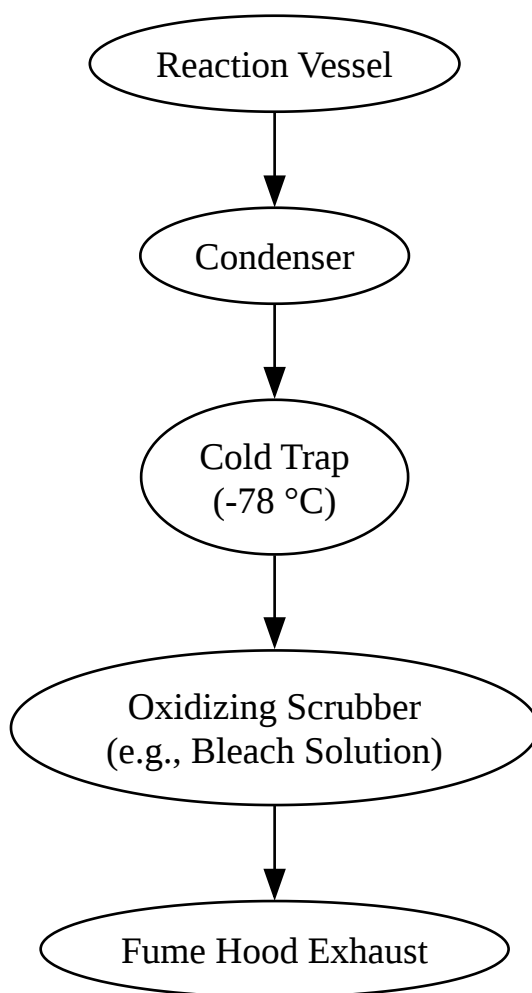 Reaction Vessel
Condenser
Cold Trap
(-78 °C)
Oxidizing Scrubber
(e.g., Bleach Solution)
Fume Hood Exhaust